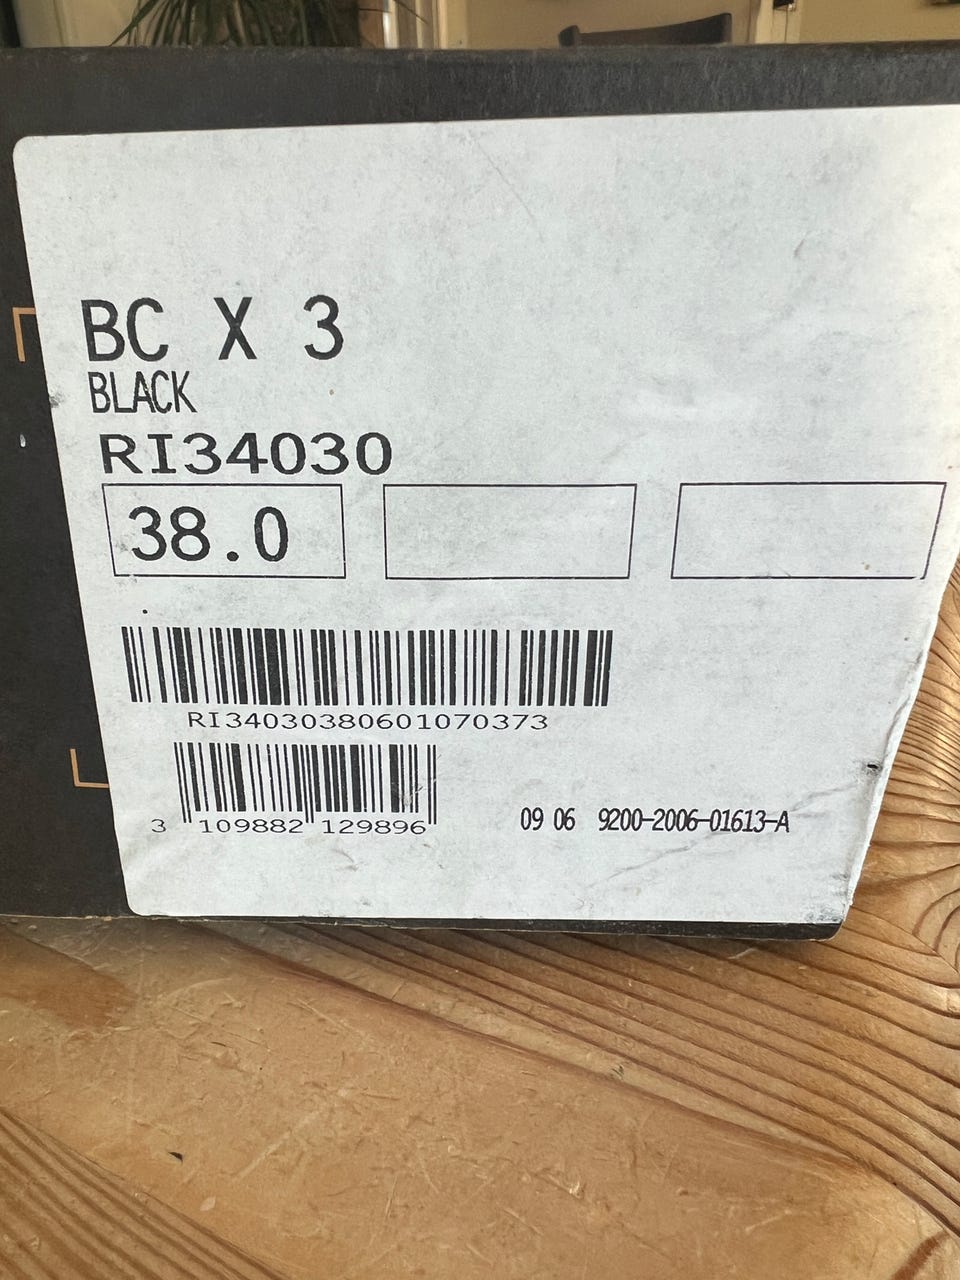 BC X 3
BLACK
RI34030
38.0
RI34030380601070373
3 109882 129896
09 06 9200-2006-01613-A